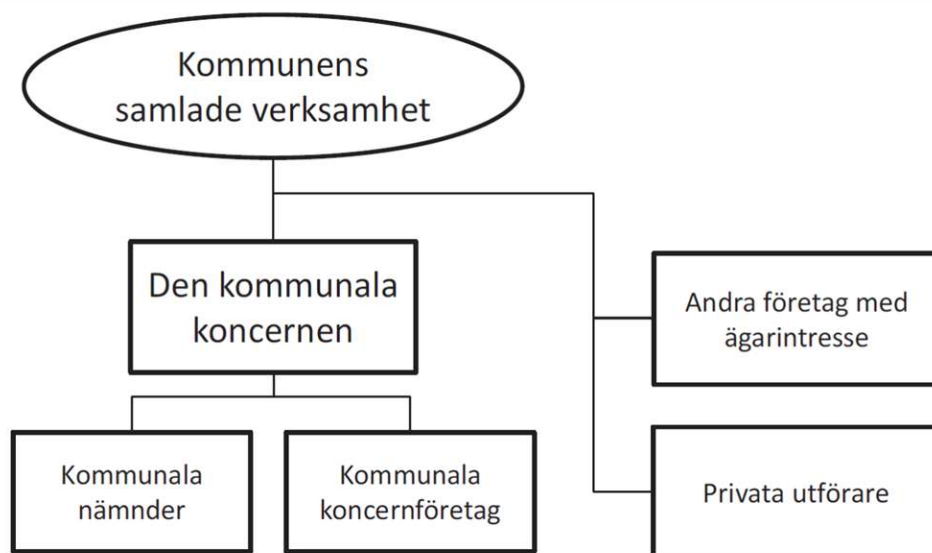 Kommunens
samlade verksamhet
Den kommunala
koncernen
Andra företag med
ägarintresse
Kommunala
nämnder
Kommunala
koncernföretag
Privata utförare